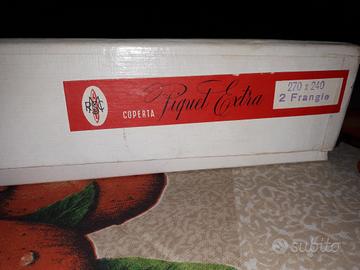 COPERTA Piquet Extra
270 x 240
2 Frangie
subito